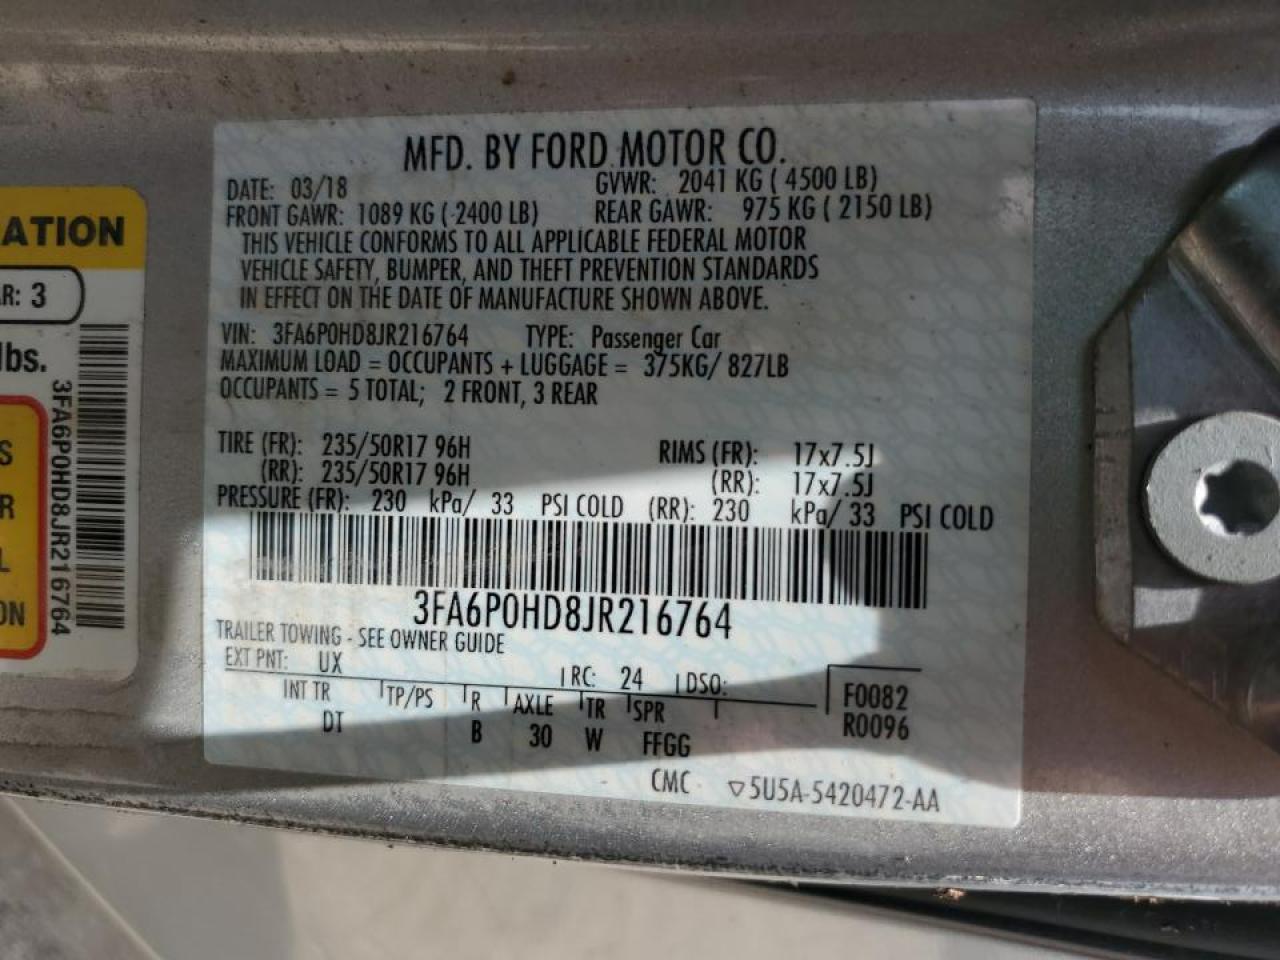 ATION
AR: 3
lbs.
3FA6P0HD8JR216764
S
R
L
ON
MFD. BY FORD MOTOR CO.
DATE: 03/18 GVWR: 2041 KG ( 4500 LB)
FRONT GAWR: 1089 KG ( 2400 LB) REAR GAWR: 975 KG ( 2150 LB)
THIS VEHICLE CONFORMS TO ALL APPLICABLE FEDERAL MOTOR
VEHICLE SAFETY, BUMPER, AND THEFT PREVENTION STANDARDS
IN EFFECT ON THE DATE OF MANUFACTURE SHOWN ABOVE.
VIN: 3FA6P0HD8JR216764 TYPE: Passenger Car
MAXIMUM LOAD = OCCUPANTS + LUGGAGE = 375KG/ 827LB
OCCUPANTS = 5 TOTAL; 2 FRONT, 3 REAR
TIRE (FR): 235/50R17 96H RIMS (FR): 17x7.5J
(RR): 235/50R17 96H (RR): 17x7.5J
PRESSURE (FR): 230 kPa/ 33 PSI COLD (RR): 230 kPa/ 33 PSI COLD
3FA6P0HD8JR216764
TRAILER TOWING - SEE OWNER GUIDE
EXT PNT: UX RC: 24 DSO:
INT TR TP/PS R AXLE TR SPR F0082
DT B 30 W FFGG R0096
CMC ▽5U5A-5420472-AA